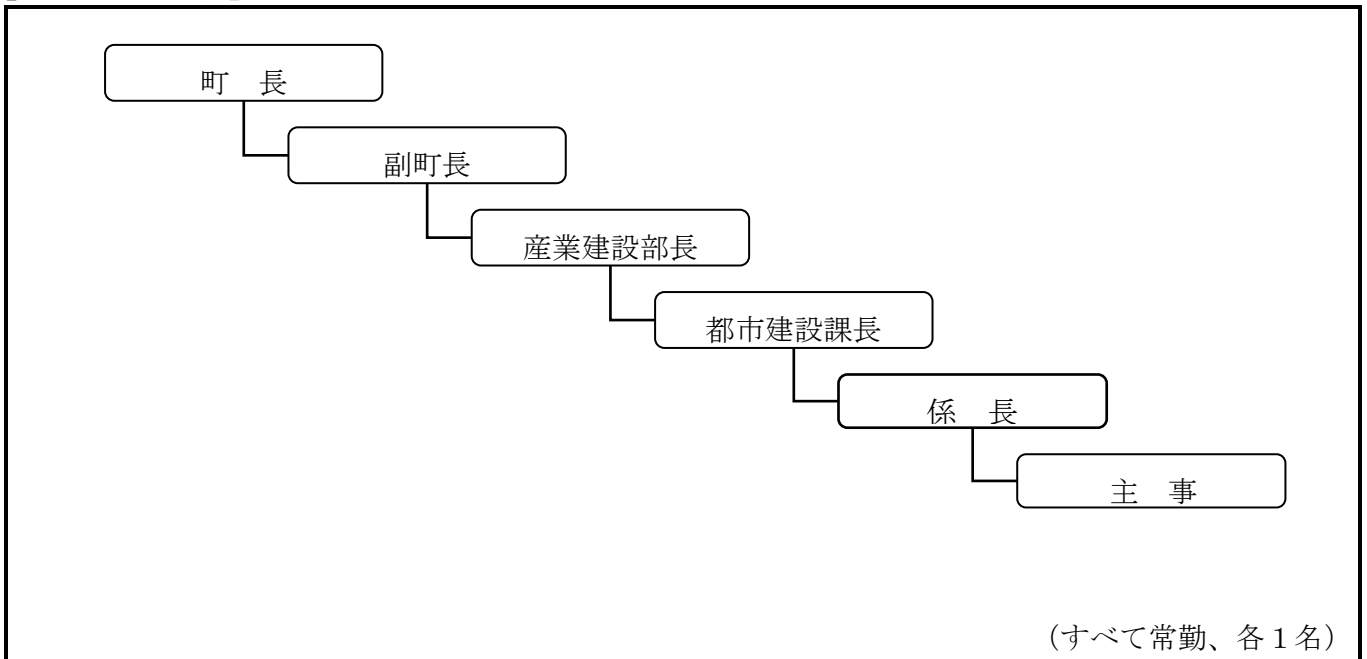 町　長
副町長
産業建設部長
都市建設課長
係　長
主　事
（すべて常勤、各１名）